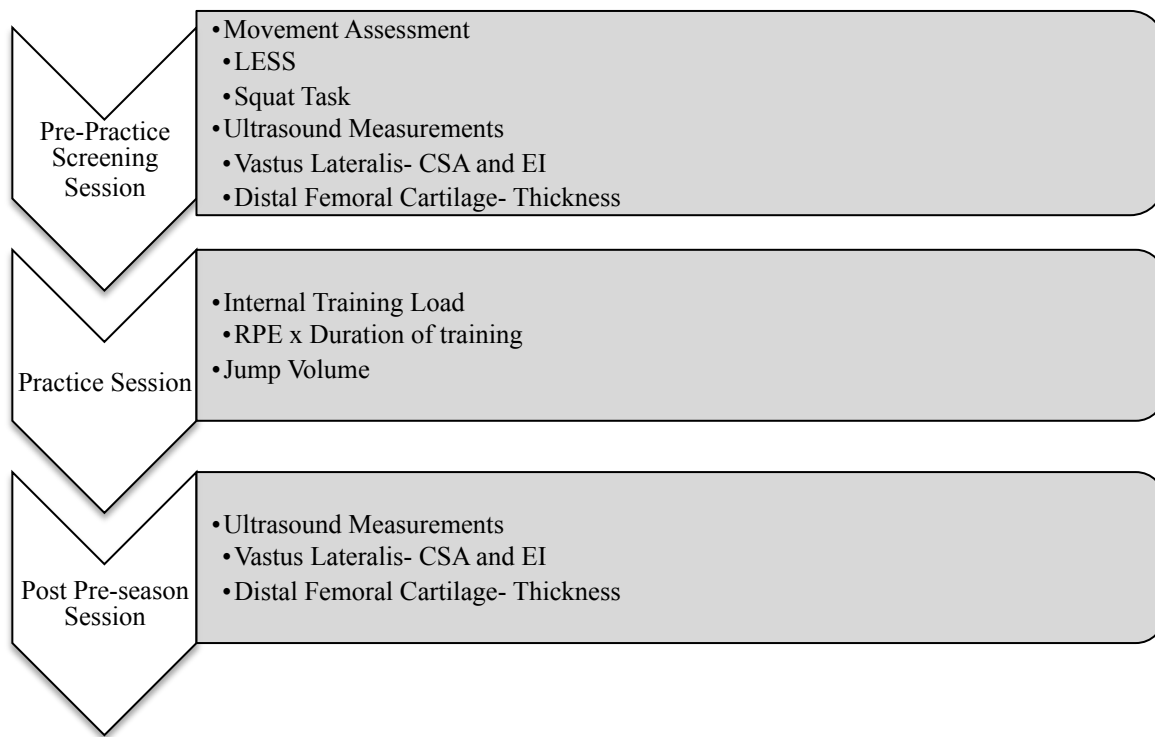 Pre-Practice
Screening
Session
•Movement Assessment
•LESS
•Squat Task
•Ultrasound Measurements
•Vastus Lateralis- CSA and EI
•Distal Femoral Cartilage- Thickness
Practice Session
•Internal Training Load
•RPE x Duration of training
•Jump Volume
Post Pre-season
Session
•Ultrasound Measurements
•Vastus Lateralis- CSA and EI
•Distal Femoral Cartilage- Thickness